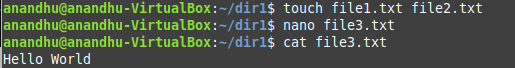 anandhu@anandhu-VirtualBox:~/dir1$ touch file1.txt file2.txt
anandhu@anandhu-VirtualBox:~/dir1$ nano file3.txt
anandhu@anandhu-VirtualBox:~/dir1$ cat file3.txt
Hello World